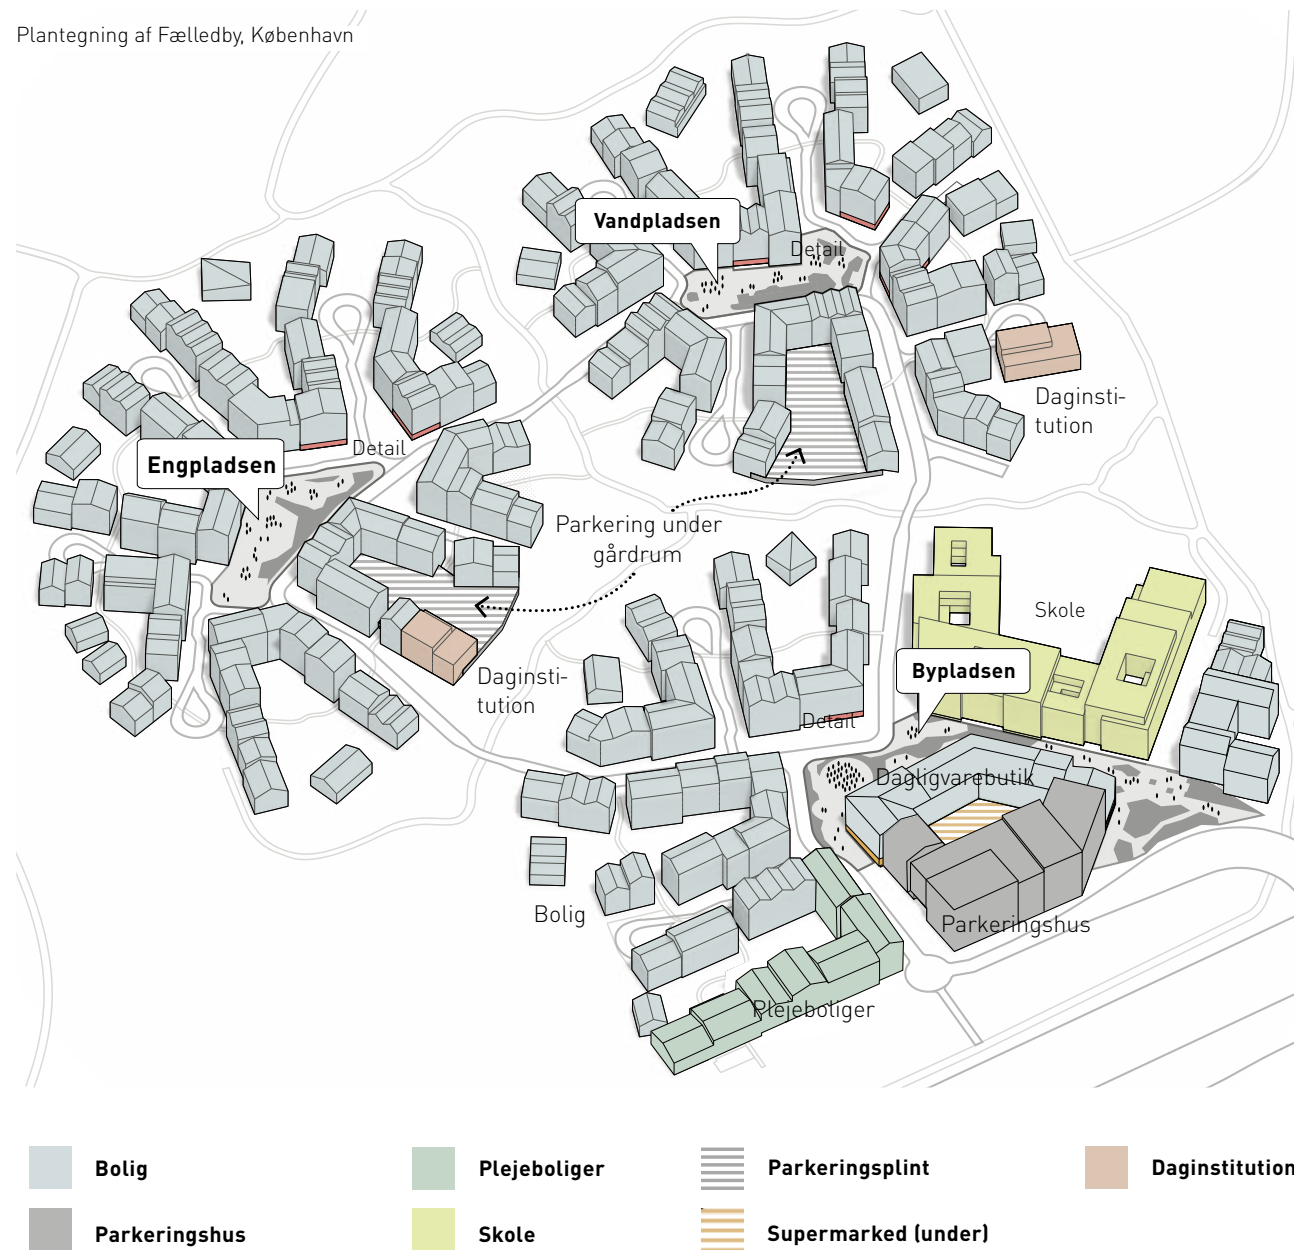 Plantegning af Fælledby, København
Vandpladsen
Detail
Daginsti-
tution
Detail
Engpladsen
Parkering under
gårdrum
Skole
Bypladsen
Daginsti-
tution
Detail
Dagligvarebutik
Bolig
Parkeringshus
Plejeboliger
Bolig
Plejeboliger
Parkeringsplint
Daginstitution
Parkeringshus
Skole
Supermarked (under)